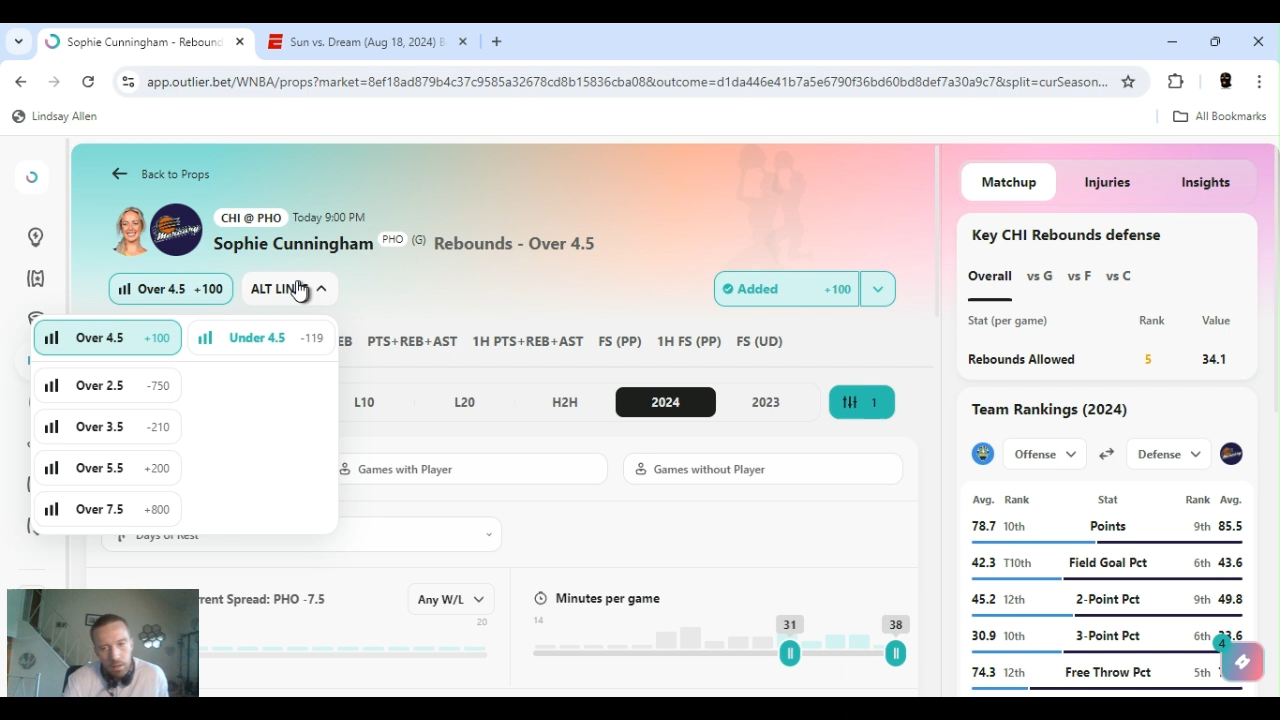 Sophie Cunningham - Rebound
Sun vs. Dream (Aug 18, 2024) B
app.outlier.bet/WNBA/props?market=8ef18ad879b4c37c9585a32678cd8b15836cba08&outcome=d1da446e41b7a5e6790f36bd60bd8def7a30a9c7&split=curSeason...
Lindsay Allen
All Bookmarks
Back to Props
CHI @ PHO Today 9:00 PM
Sophie Cunningham PHO (G) Rebounds - Over 4.5
Over 4.5 +100
ALT LIN
Added +100
Over 4.5 +100 Under 4.5 -119
Over 2.5 -750
Over 3.5 -210
Over 5.5 +200
Over 7.5 +800
EB PTS+REB+AST 1H PTS+REB+AST FS (PP) 1H FS (PP) FS (UD)
L10 L20 H2H 2024 2023 1
Games with Player Games without Player
Days of Rest
rent Spread: PHO -7.5 Any W/L
20
Minutes per game
14
31 38
Matchup Injuries Insights
Key CHI Rebounds defense
Overall vs G vs F vs C
Stat (per game) Rank Value
Rebounds Allowed 5 34.1
Team Rankings (2024)
Offense Defense
Avg. Rank Stat Rank Avg.
78.7 10th Points 9th 85.5
42.3 T10th Field Goal Pct 6th 43.6
45.2 12th 2-Point Pct 9th 49.8
30.9 10th 3-Point Pct 6th 3.6
4
74.3 12th Free Throw Pct 5th